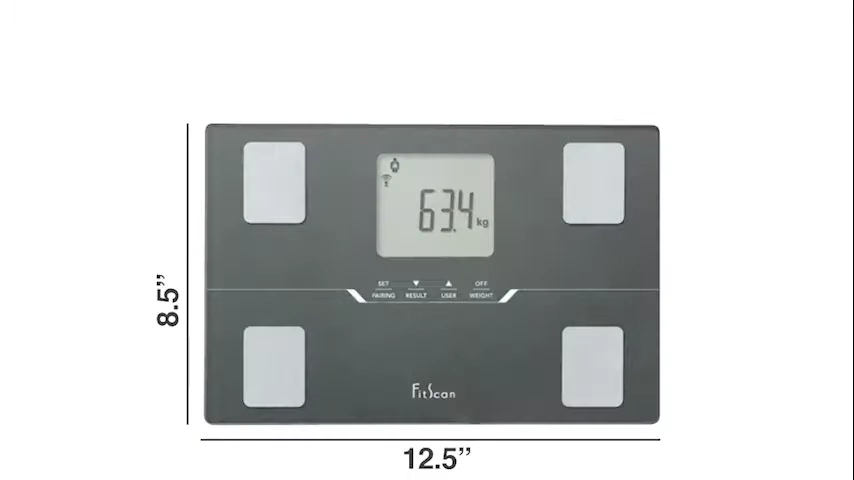 63.4 kg
SET ▼ ▲ OFF
PAIRING RESULT USER WEIGHT
FitScan
8.5”
12.5”